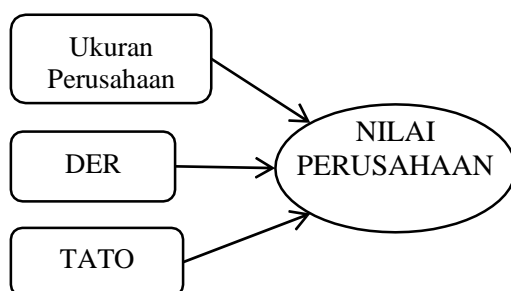 Ukuran
Perusahaan
DER
TATO
NILAI
PERUSAHAAN